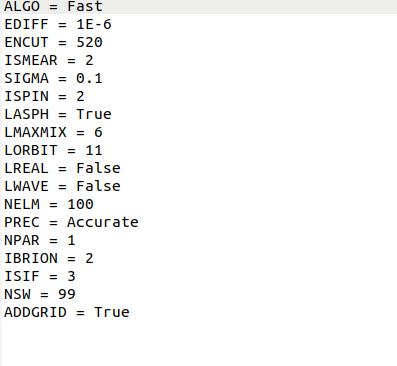 ALGO = Fast
EDIFF = 1E-6
ENCUT = 520
ISMEAR = 2
SIGMA = 0.1
ISPIN = 2
LASPH = True
LMAXMIX = 6
LORBIT = 11
LREAL = False
LWAVE = False
NELM = 100
PREC = Accurate
NPAR = 1
IBRION = 2
ISIF = 3
NSW = 99
ADDGRID = True